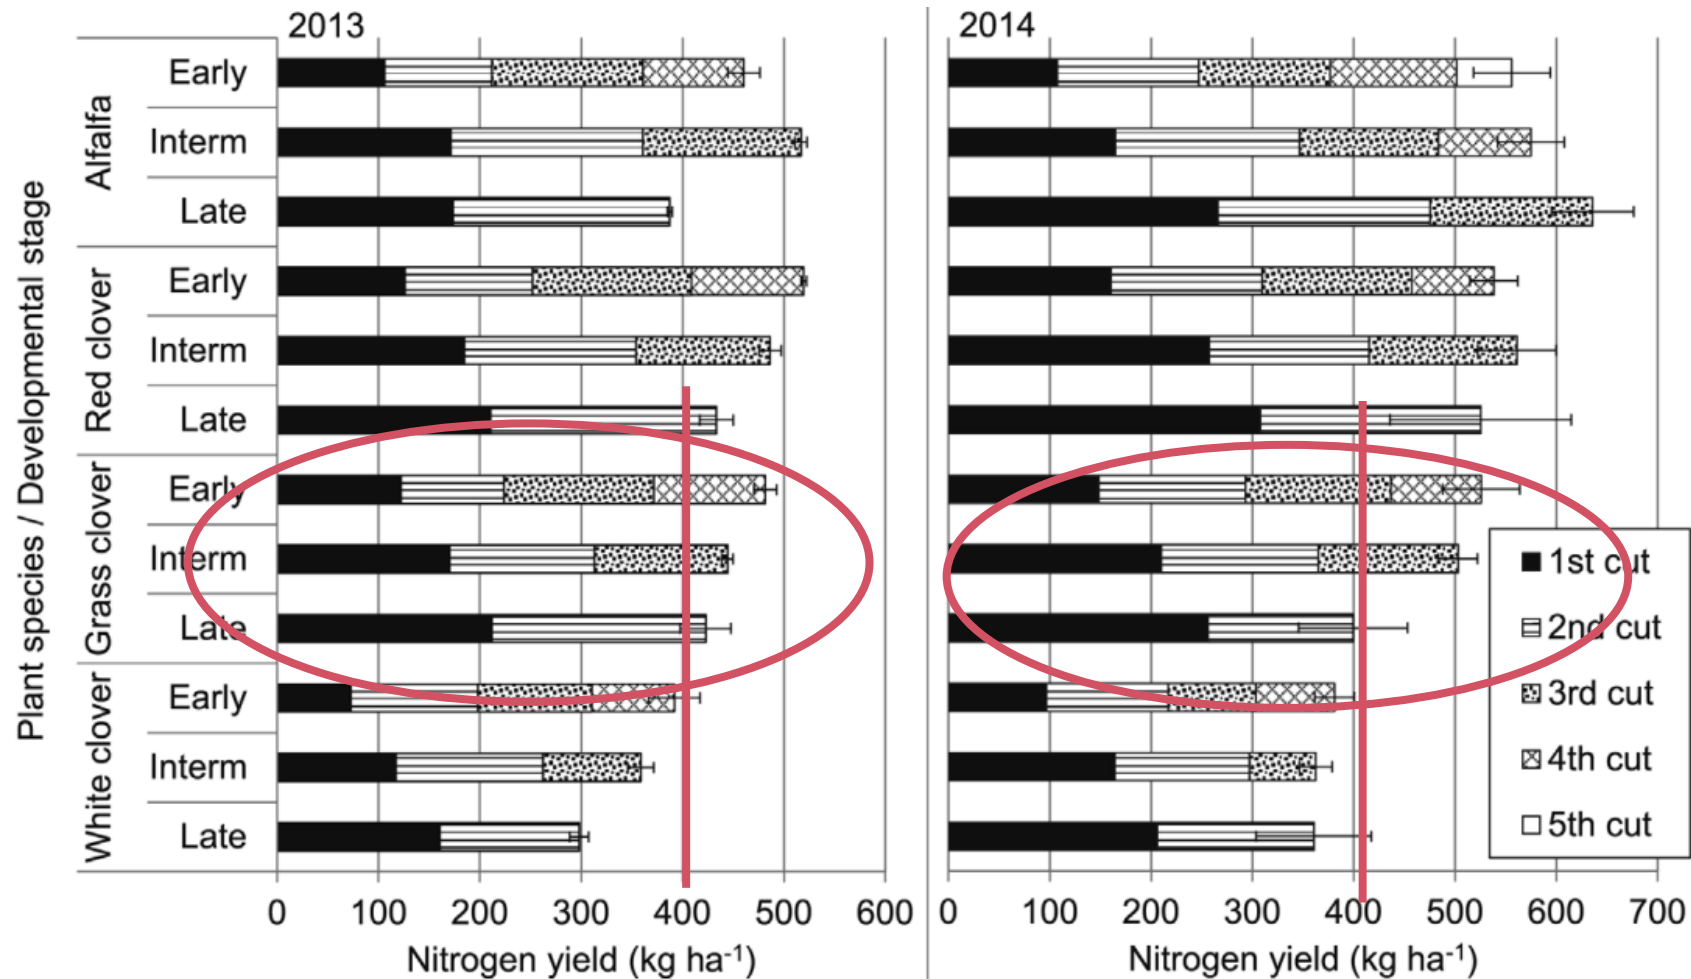 2013
2014
Plant species / Developmental stage
Alfalfa
Early
Interm
Late
Red clover
Early
Interm
Late
Grass clover
Early
Interm
Late
White clover
Early
Interm
Late
0 100 200 300 400 500 600
Nitrogen yield (kg ha-1)
0 100 200 300 400 500 600 700
Nitrogen yield (kg ha-1)
1st cut
2nd cut
3rd cut
4th cut
5th cut